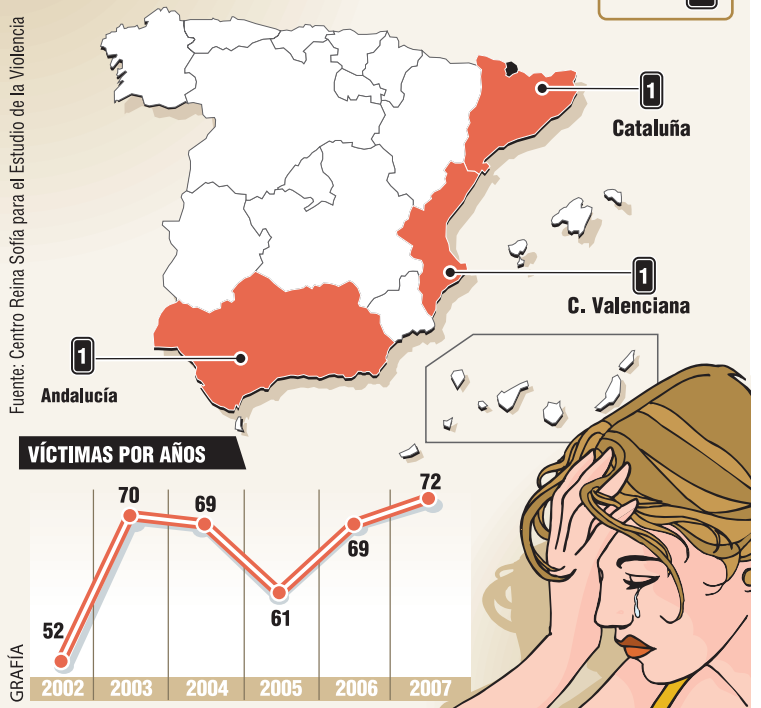 Fuente: Centro Reina Sofía para el Estudio de la Violencia
1
Cataluña
1
C. Valenciana
1
Andalucía
VÍCTIMAS POR AÑOS
52
70
69
61
69
72
2002 2003 2004 2005 2006 2007
GRAFÍA